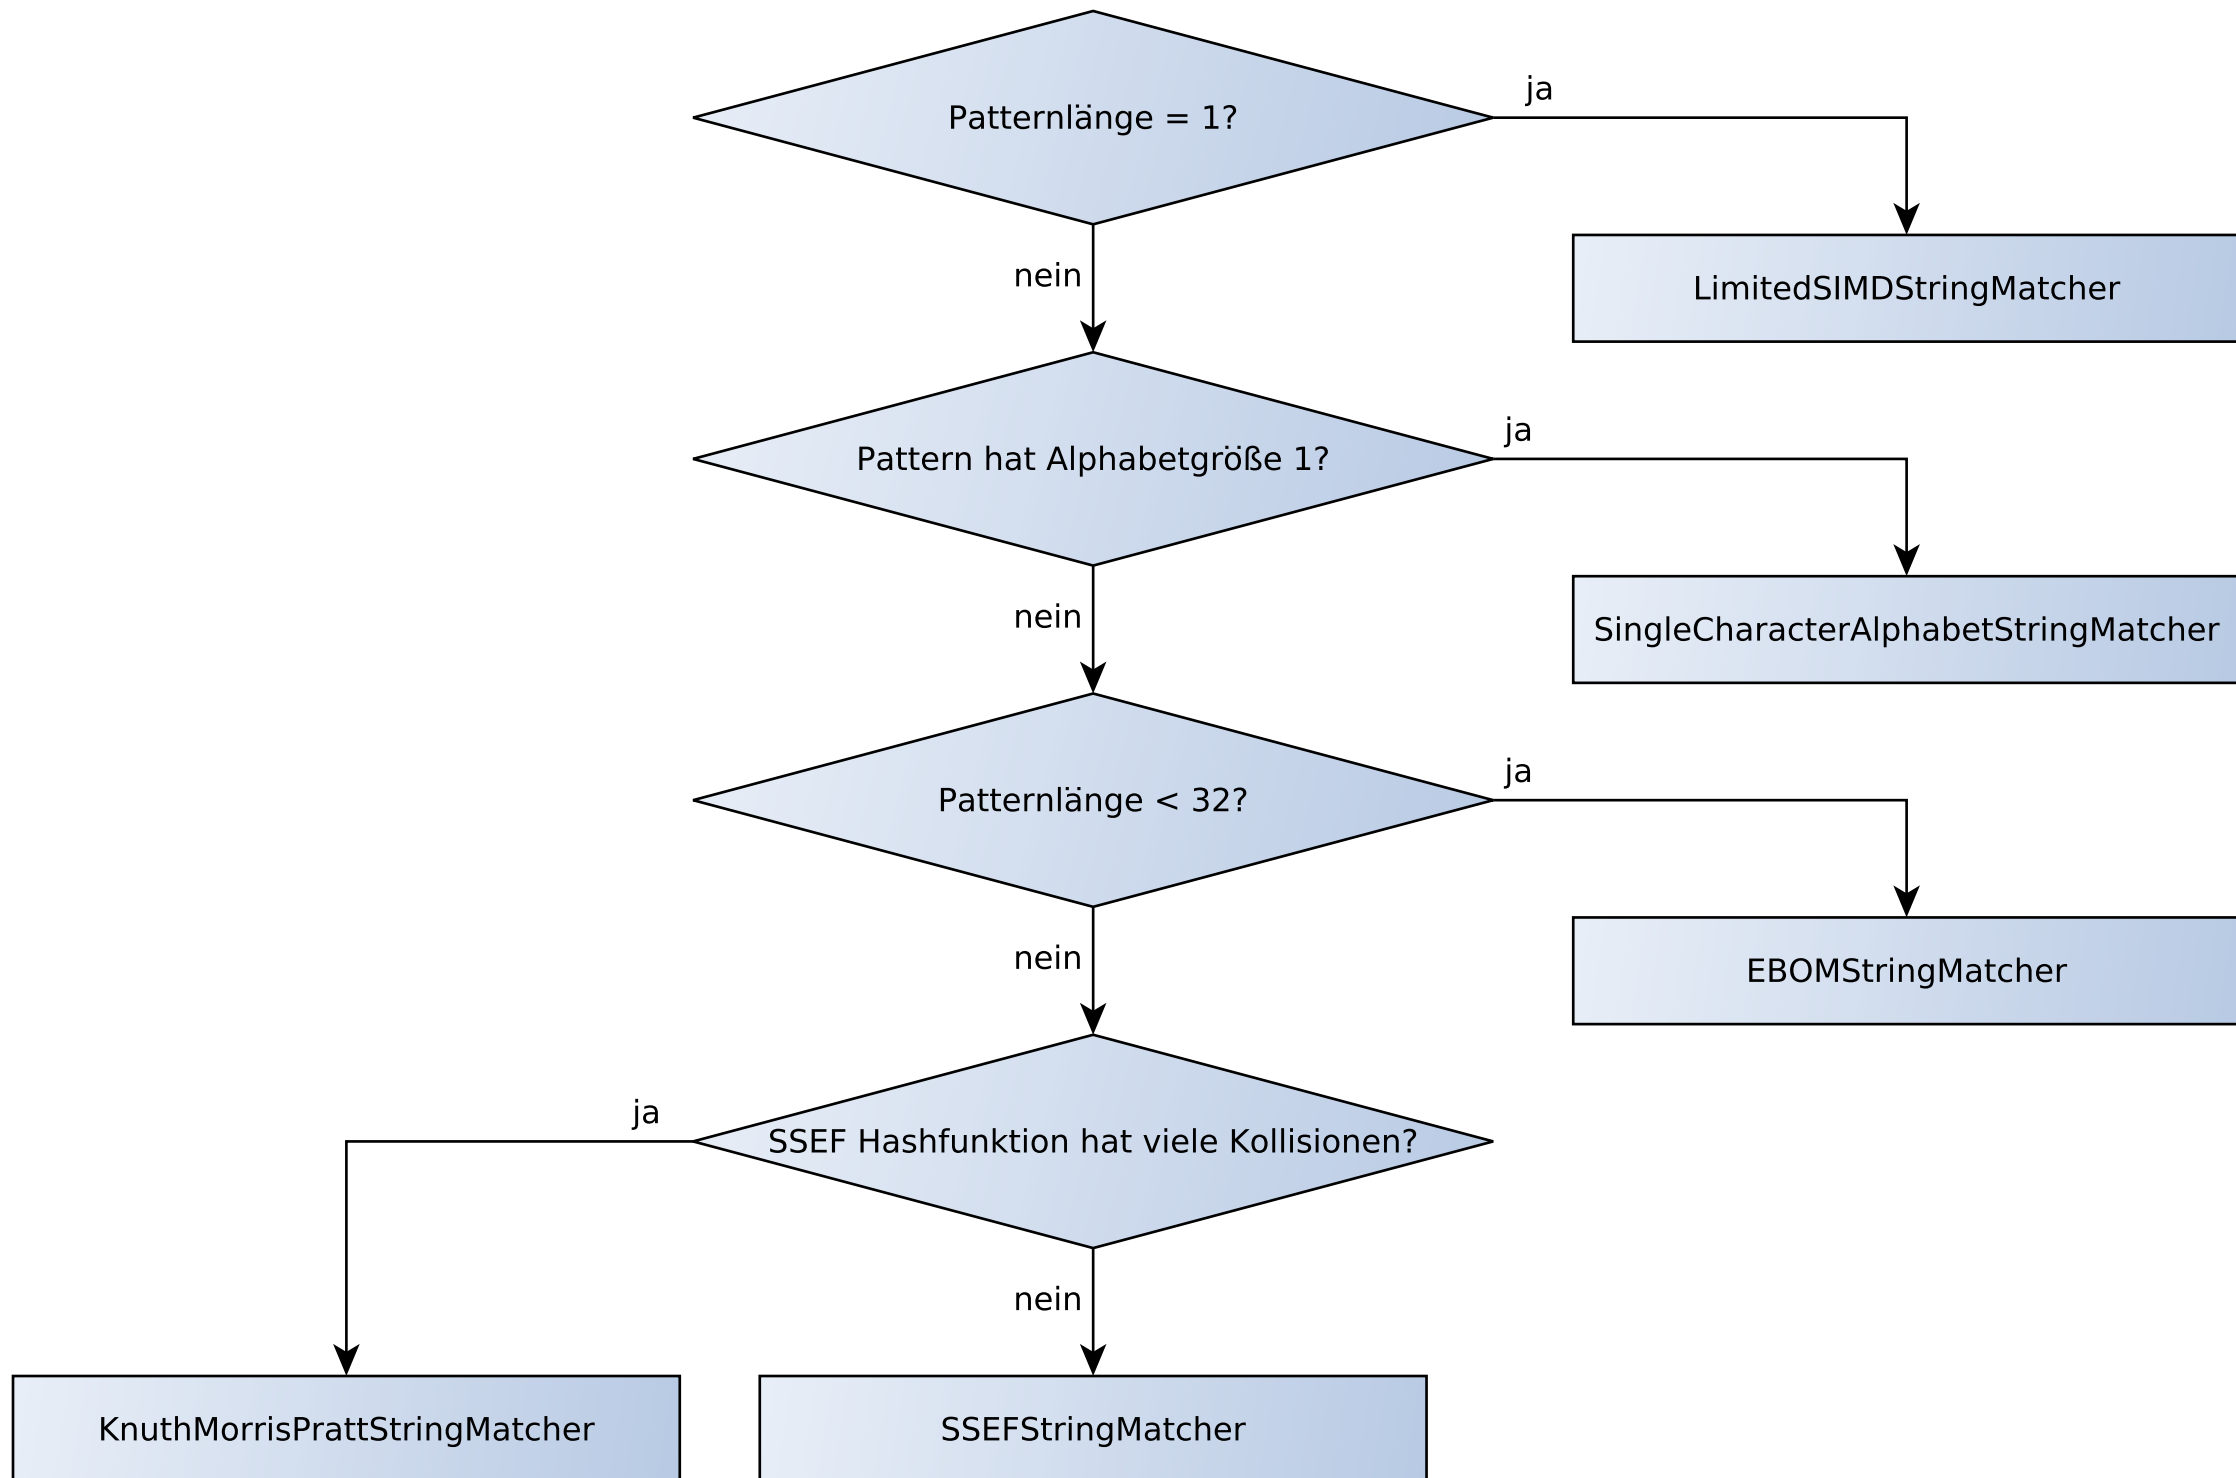 Patternlänge = 1?
ja
nein
LimitedSIMDStringMatcher
Pattern hat Alphabetgröße 1?
ja
nein
SingleCharacterAlphabetStringMatcher
Patternlänge < 32?
ja
nein
EBOMStringMatcher
SSEF Hashfunktion hat viele Kollisionen?
ja
nein
KnuthMorrisPrattStringMatcher
SSEFStringMatcher